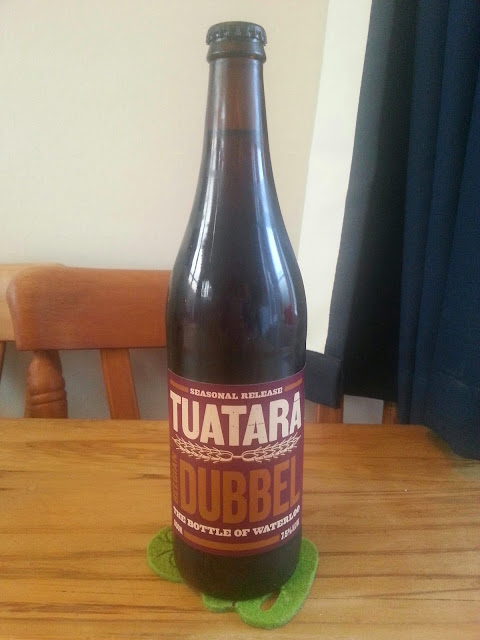 SEASONAL RELEASE
TUATARA
DUBBEL
THE BOTTLE OF WATERLOO